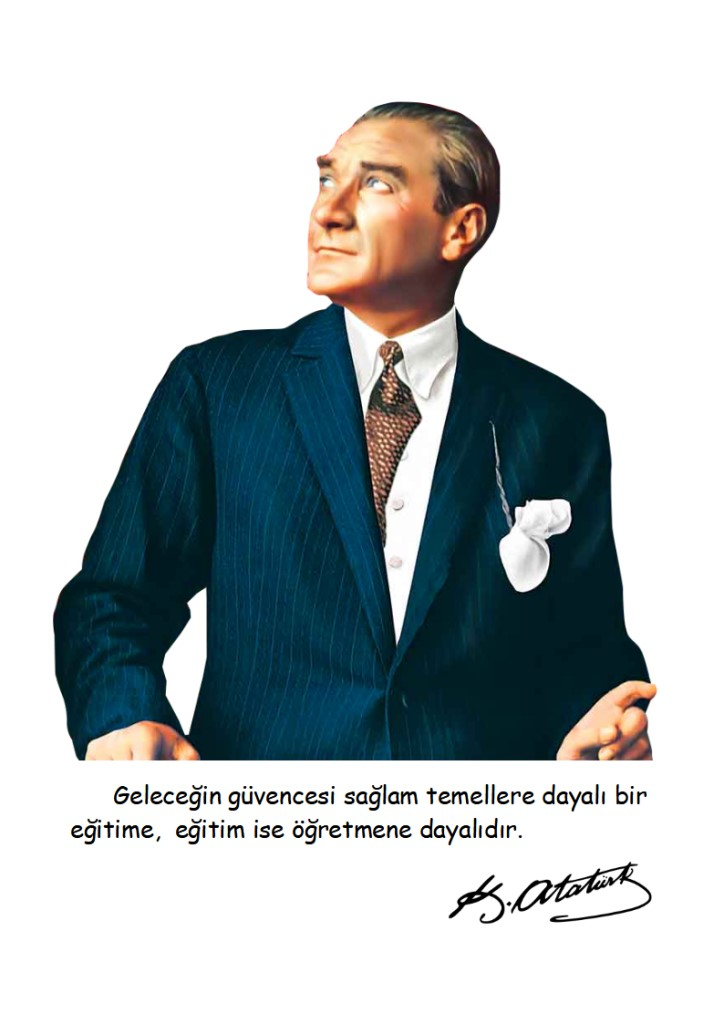 Geleceğin güvencesi sağlam temellere dayalı bir
eğitime, eğitim ise öğretmene dayalıdır.
K. Atatürk